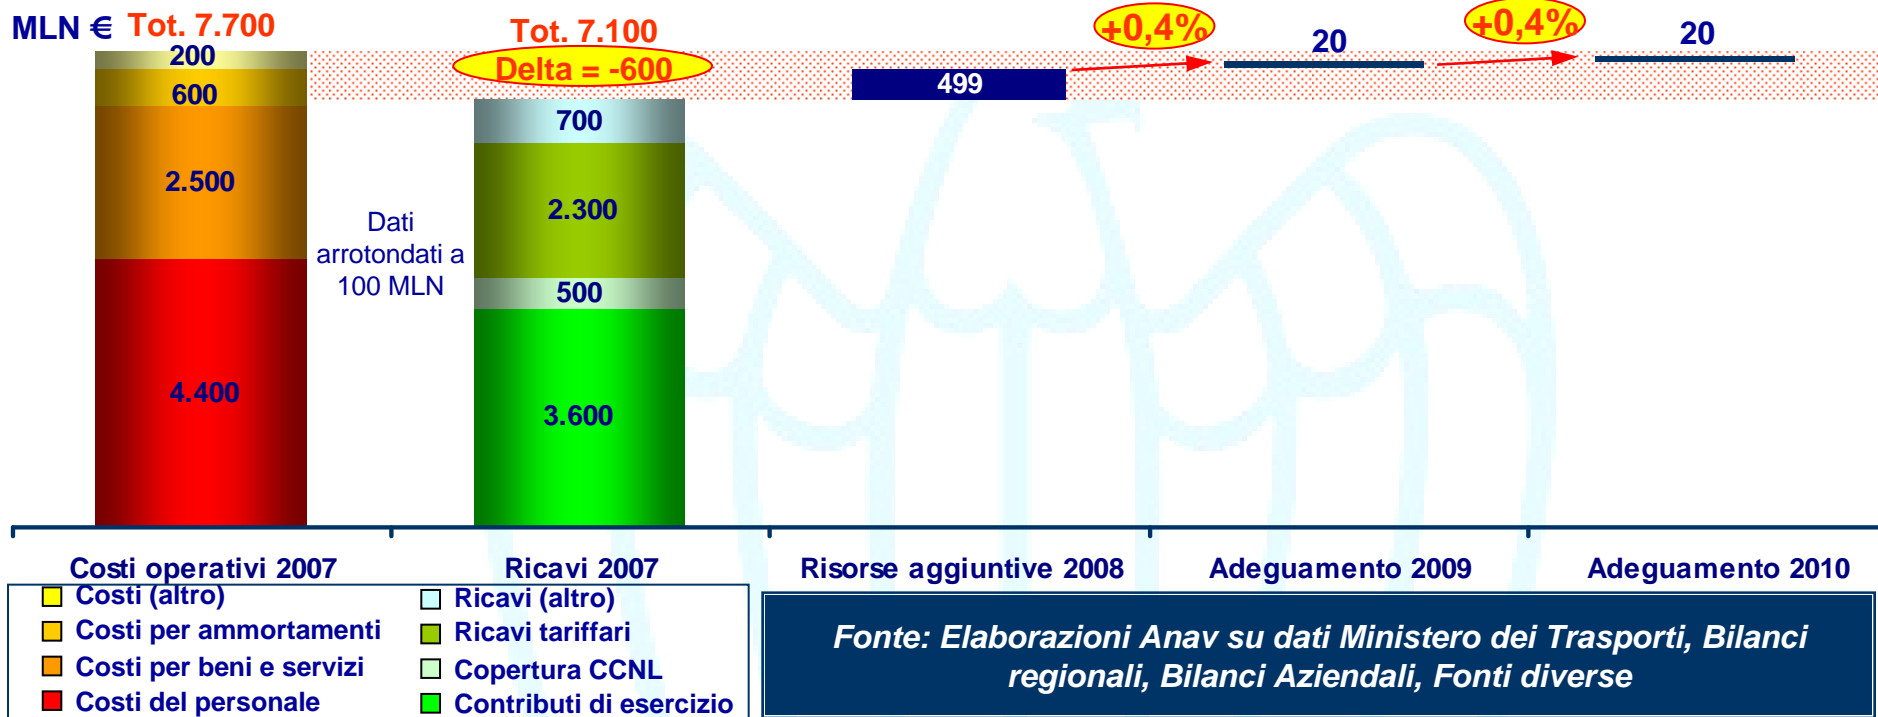 MLN €
Tot. 7.700
Tot. 7.100
+0,4%
+0,4%
200
Delta = -600
499
20
20
600
700
2.500
2.300
Dati
arrotondati a
100 MLN
500
4.400
3.600
Costi operativi 2007
Ricavi 2007
Risorse aggiuntive 2008
Adeguamento 2009
Adeguamento 2010
Costi (altro)
Costi per ammortamenti
Costi per beni e servizi
Costi del personale
Ricavi (altro)
Ricavi tariffari
Copertura CCNL
Contributi di esercizio
Fonte: Elaborazioni Anav su dati Ministero dei Trasporti, Bilanci
regionali, Bilanci Aziendali, Fonti diverse